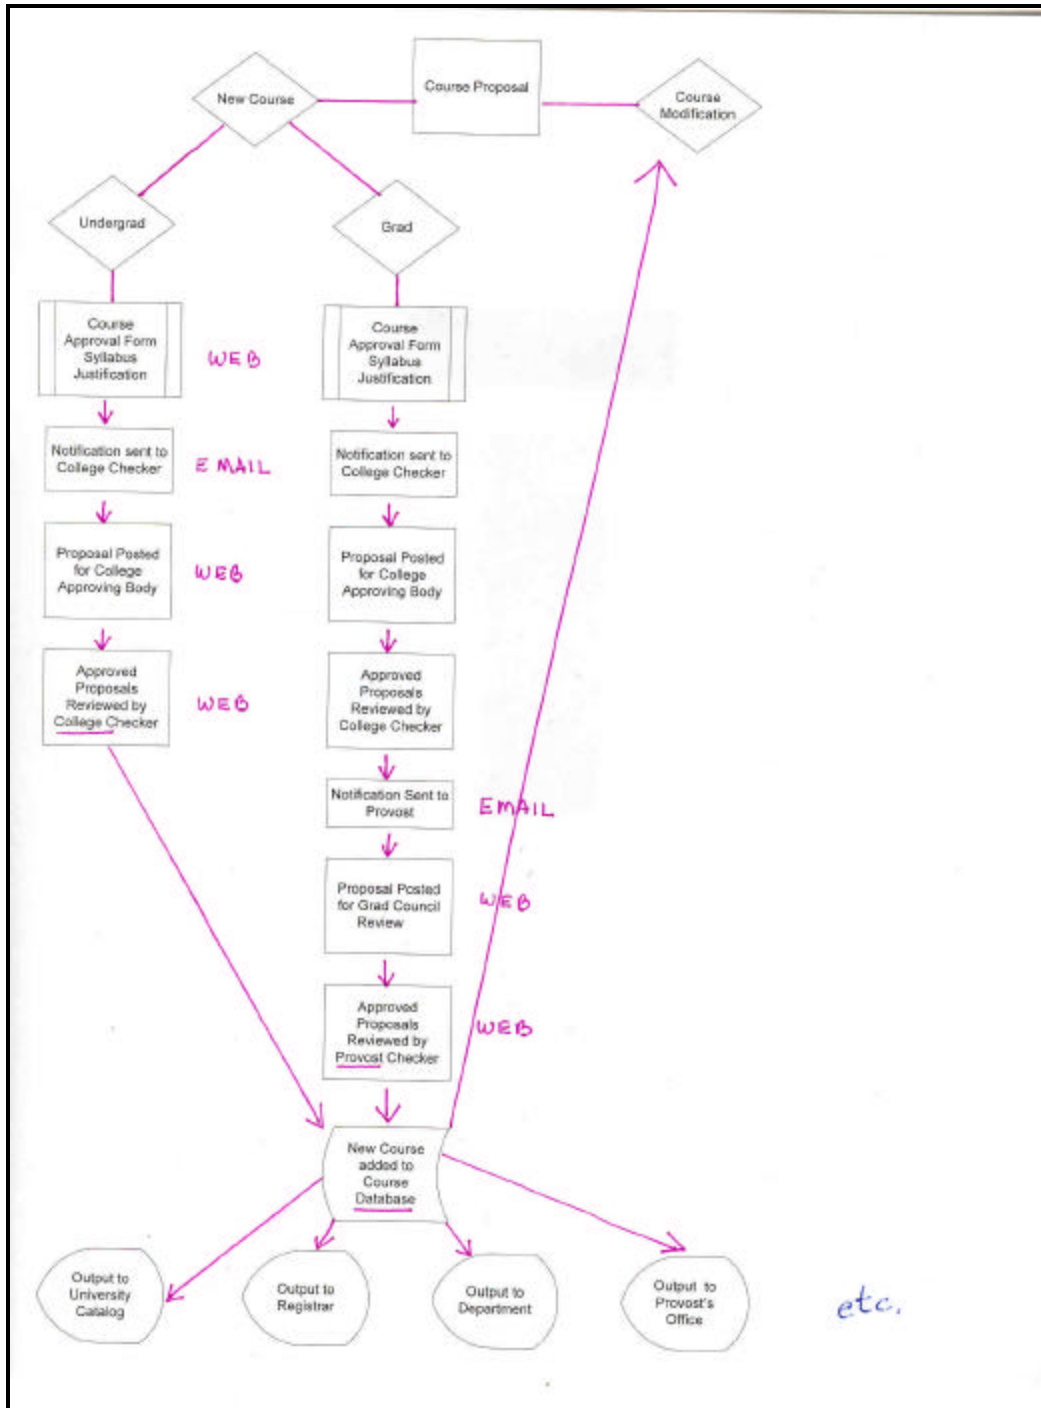 Course Proposal
New Course
Course
Modification
Undergrad
Grad
Course
Approval Form
Syllabus
Justification
WEB
Course
Approval Form
Syllabus
Justification
Notification sent to
College Checker
EMAIL
Notification sent to
College Checker
Proposal Posted
for College
Approving Body
WEB
Proposal Posted
for College
Approving Body
Approved
Proposals
Reviewed by
College Checker
WEB
Approved
Proposals
Reviewed by
College Checker
Notification Sent to
Provost
EMAIL
Proposal Posted
for Grad Council
Review
WEB
Approved
Proposals
Reviewed by
Provost Checker
WEB
New Course
added to
Course
Database
Output to
University
Catalog
Output to
Registrar
Output to
Department
Output to
Provost's
Office
etc.